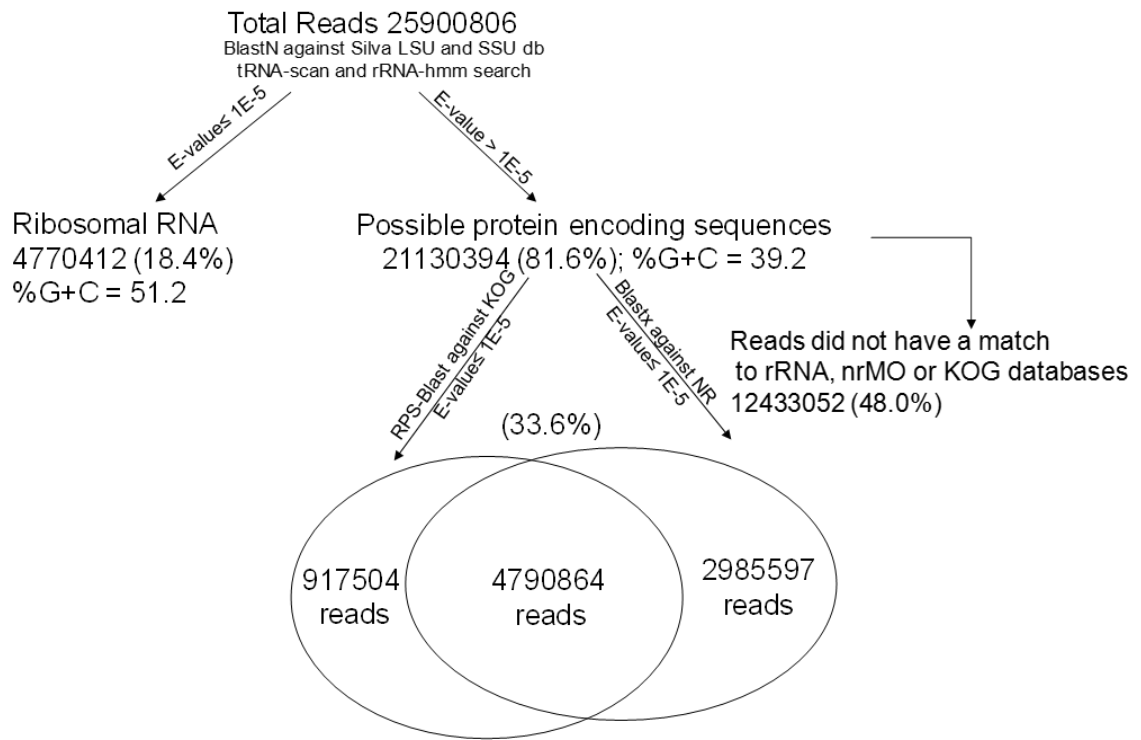 Total Reads 25900806
BlastN against Silva LSU and SSU db
tRNA-scan and rRNA-hmm search
E-value≤ 1E-5
E-value > 1E-5
Ribosomal RNA
4770412 (18.4%)
%G+C = 51.2
Possible protein encoding sequences
21130394 (81.6%); %G+C = 39.2
RPS-Blast against KOG
E-value≤ 1E-5
Blastx against NR
E-value≤ 1E-5
Reads did not have a match
to rRNA, nrMO or KOG databases
12433052 (48.0%)
(33.6%)
917504
reads
4790864
reads
2985597
reads